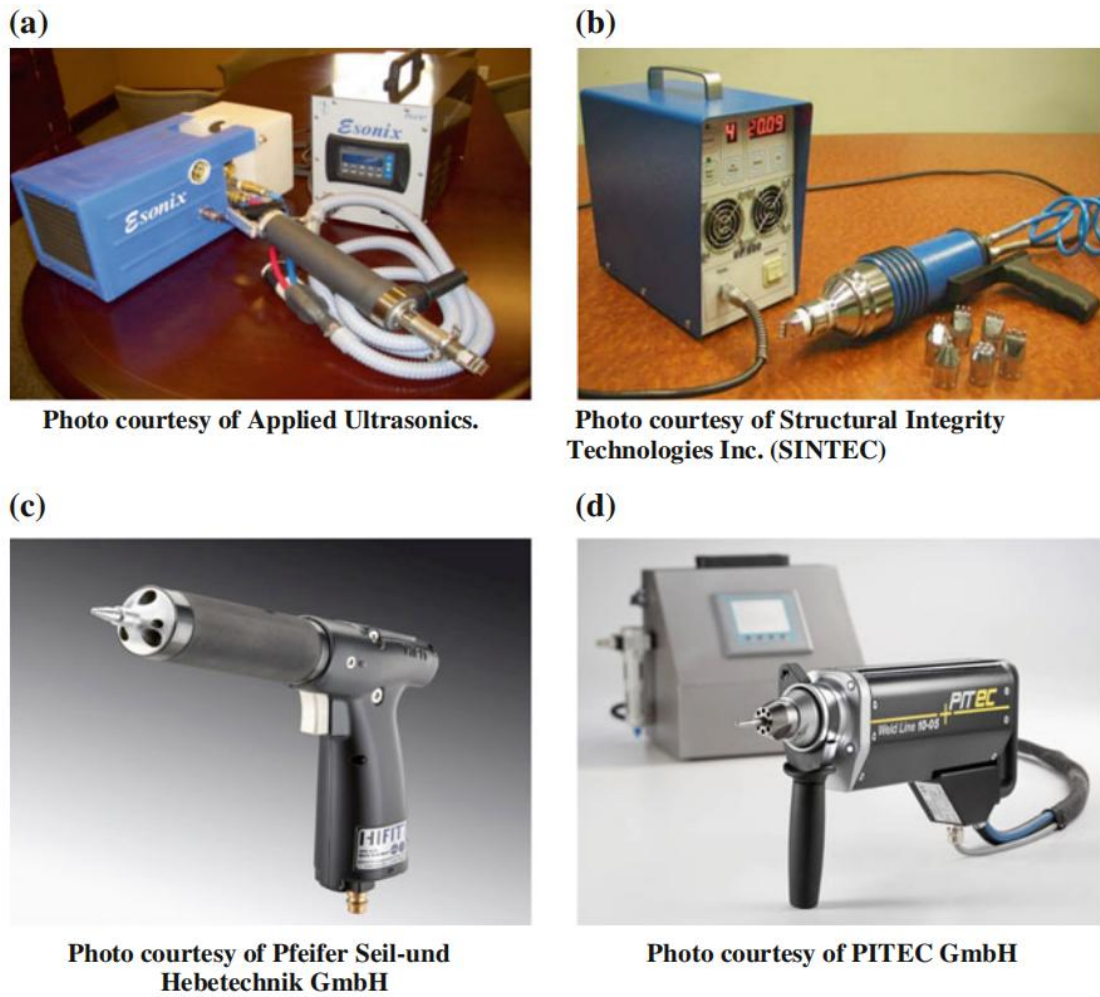 (a)
(b)
Esonix
Esonix
4 20.09
Photo courtesy of Applied Ultrasonics.
Photo courtesy of Structural Integrity
Technologies Inc. (SINTEC)
(c)
(d)
HiFIT
PITEC
Weld Line 10-05
Photo courtesy of Pfeifer Seil-und
Hebetechnik GmbH
Photo courtesy of PITEC GmbH